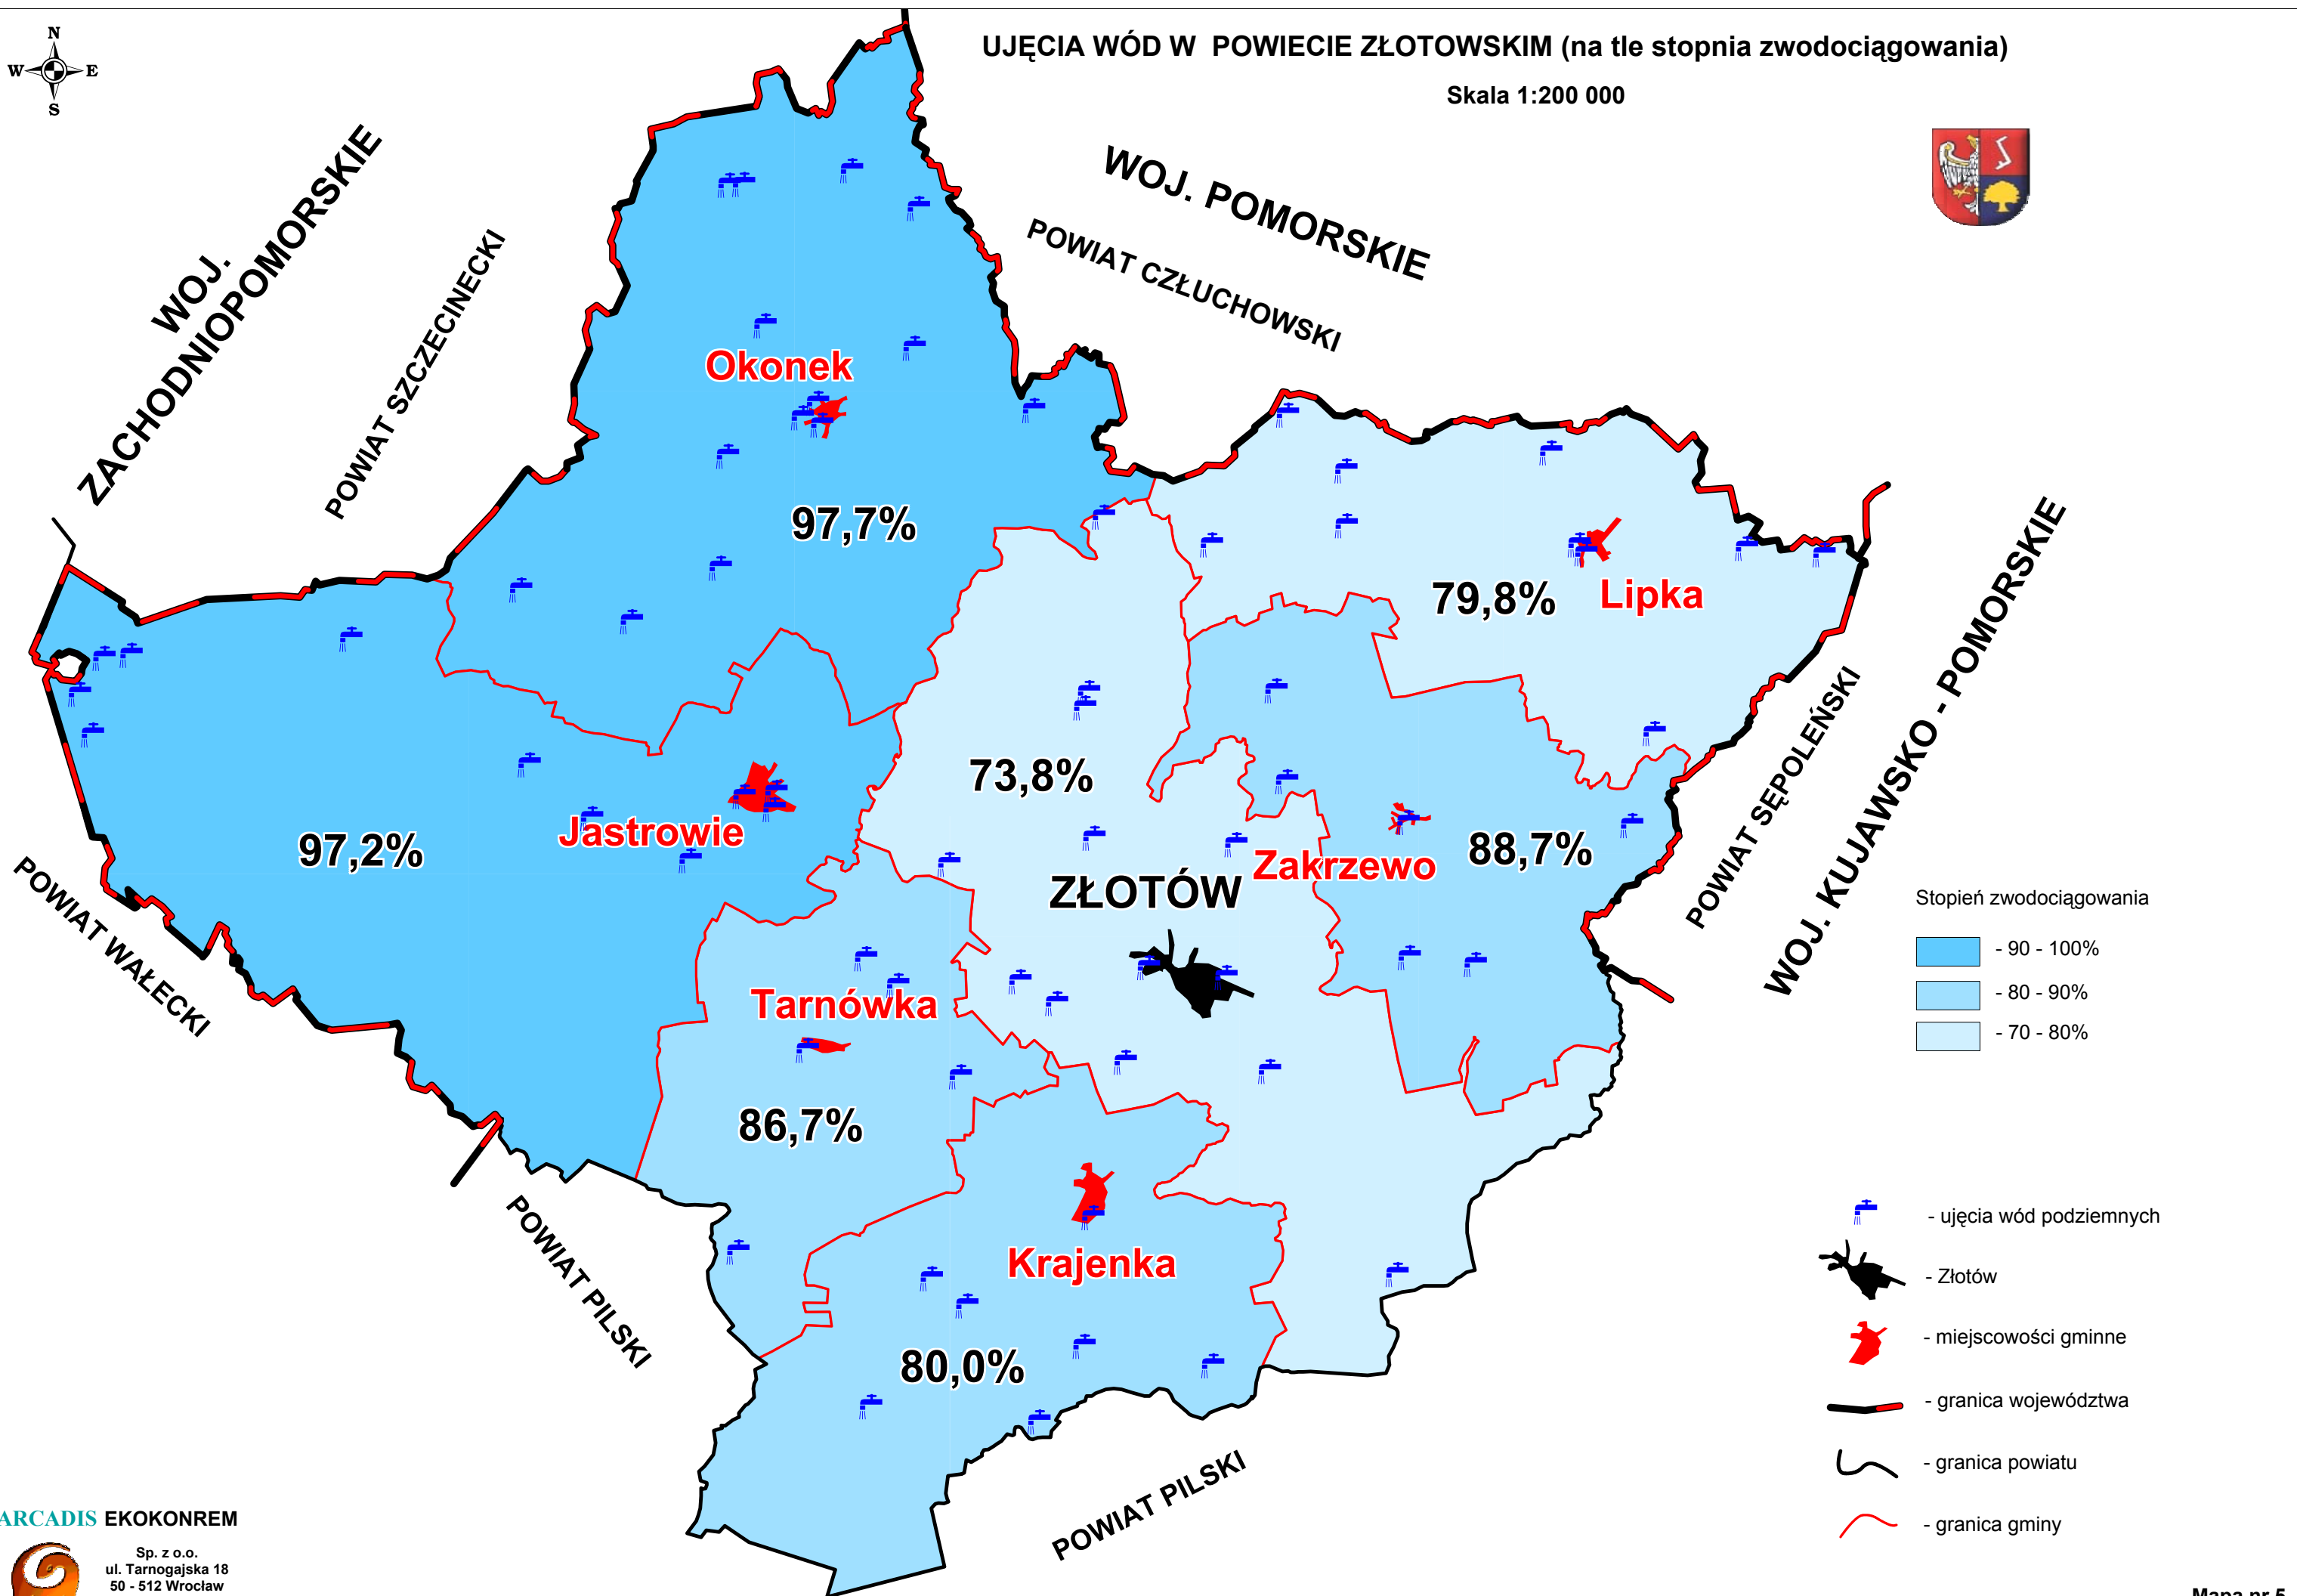 N
W E
S
UJĘCIA WÓD W POWIECIE ZŁOTOWSKIM (na tle stopnia zwodociągowania)
Skala 1:200 000
WOJ.
ZACHODNIOPOMORSKIE
POWIAT SZCZECINECKI
WOJ. POMORSKIE
POWIAT CZŁUCHOWSKI
Okonek
97,7%
79,8%
Lipka
73,8%
Jastrowie
97,2%
Zakrzewo
88,7%
ZŁOTÓW
POWIAT SĘPOLEŃSKI
WOJ. KUJAWSKO - POMORSKIE
POWIAT WAŁECKI
Tarnówka
86,7%
POWIAT PILSKI
Krajenka
80,0%
POWIAT PILSKI
Stopień zwodociągowania
- 90 - 100%
- 80 - 90%
- 70 - 80%
- ujęcia wód podziemnych
- Złotów
- miejscowości gminne
- granica województwa
- granica powiatu
- granica gminy
ARCADIS EKOKONREM
Sp. z o.o.
ul. Tarnogajska 18
50 - 512 Wrocław
Mapa nr 5